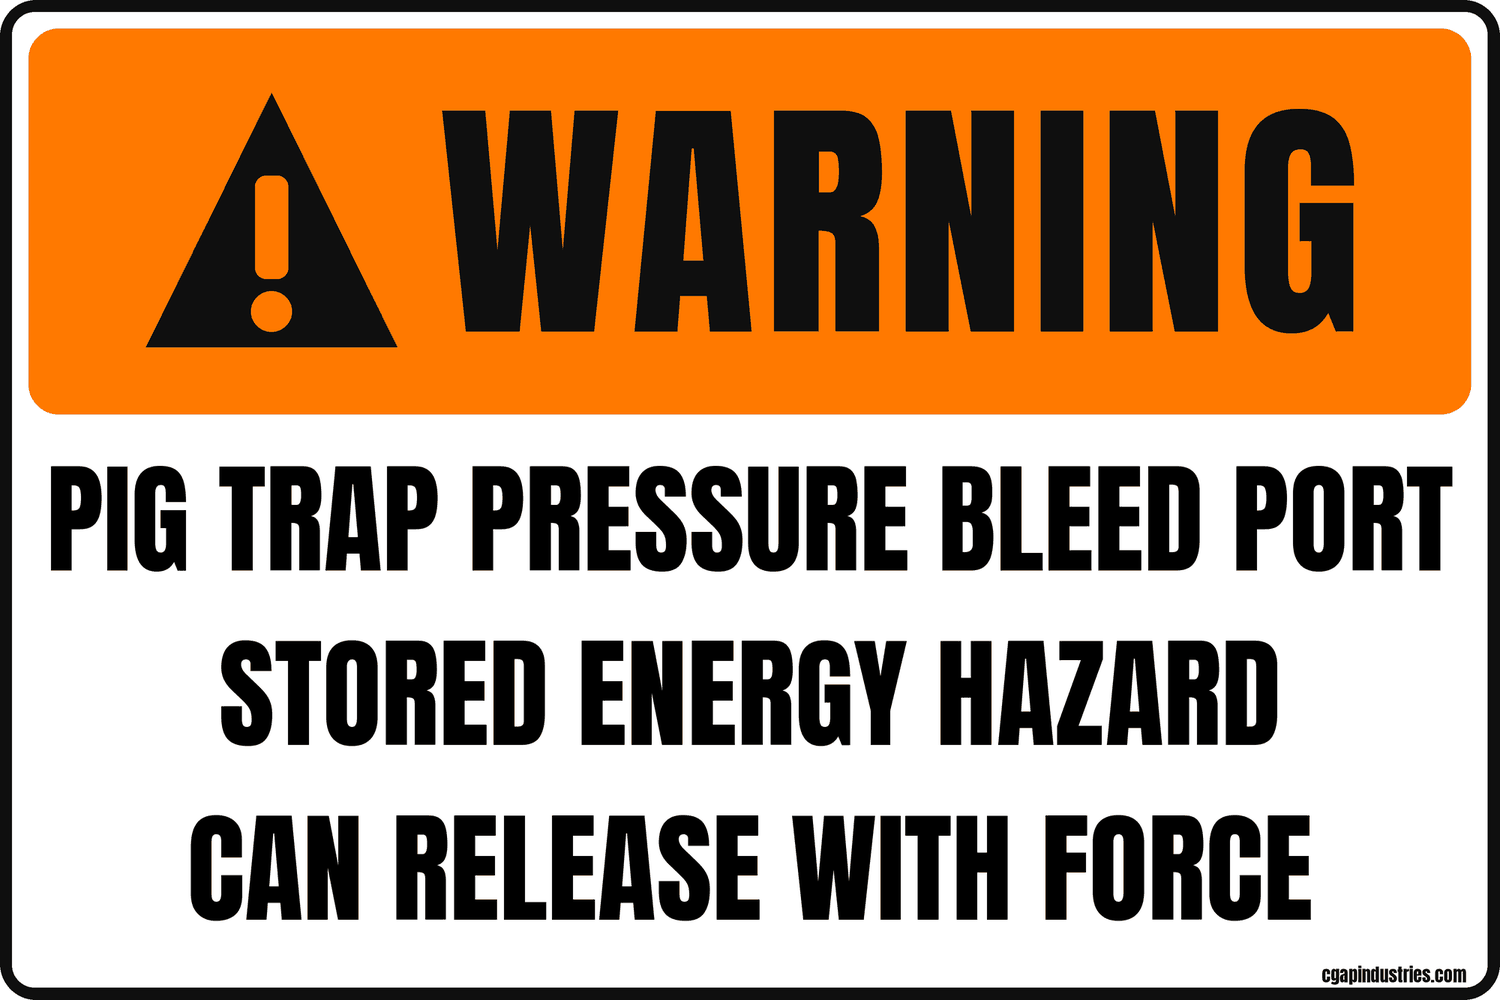 WARNING
PIG TRAP PRESSURE BLEED PORT
STORED ENERGY HAZARD
CAN RELEASE WITH FORCE
cgapindustries.com